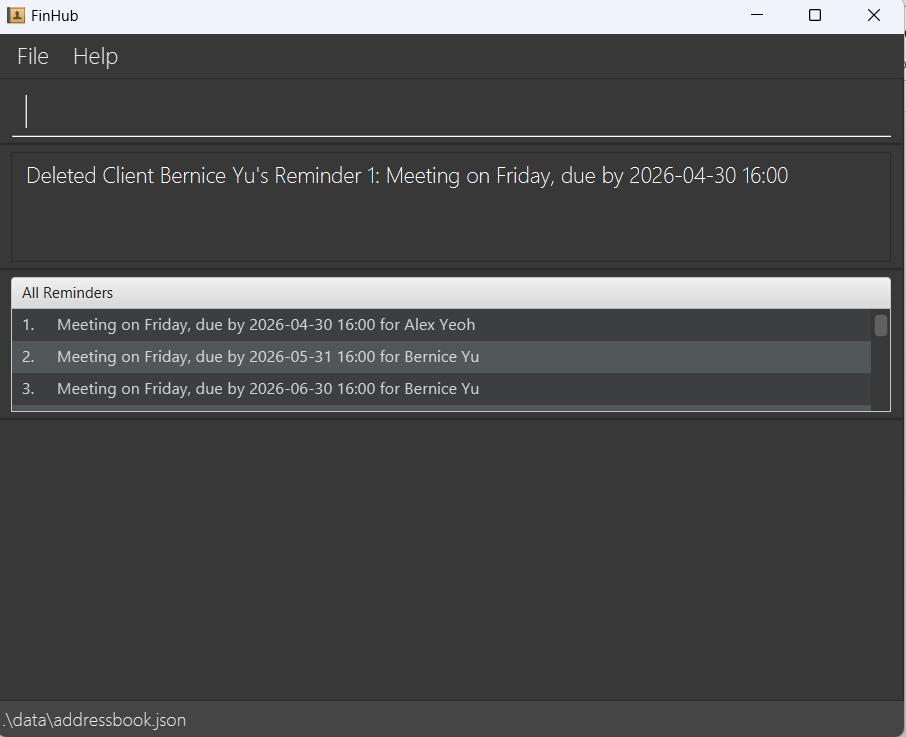 FinHub
File Help
Deleted Client Bernice Yu's Reminder 1: Meeting on Friday, due by 2026-04-30 16:00
All Reminders
1. Meeting on Friday, due by 2026-04-30 16:00 for Alex Yeoh
2. Meeting on Friday, due by 2026-05-31 16:00 for Bernice Yu
3. Meeting on Friday, due by 2026-06-30 16:00 for Bernice Yu
.\data\addressbook.json